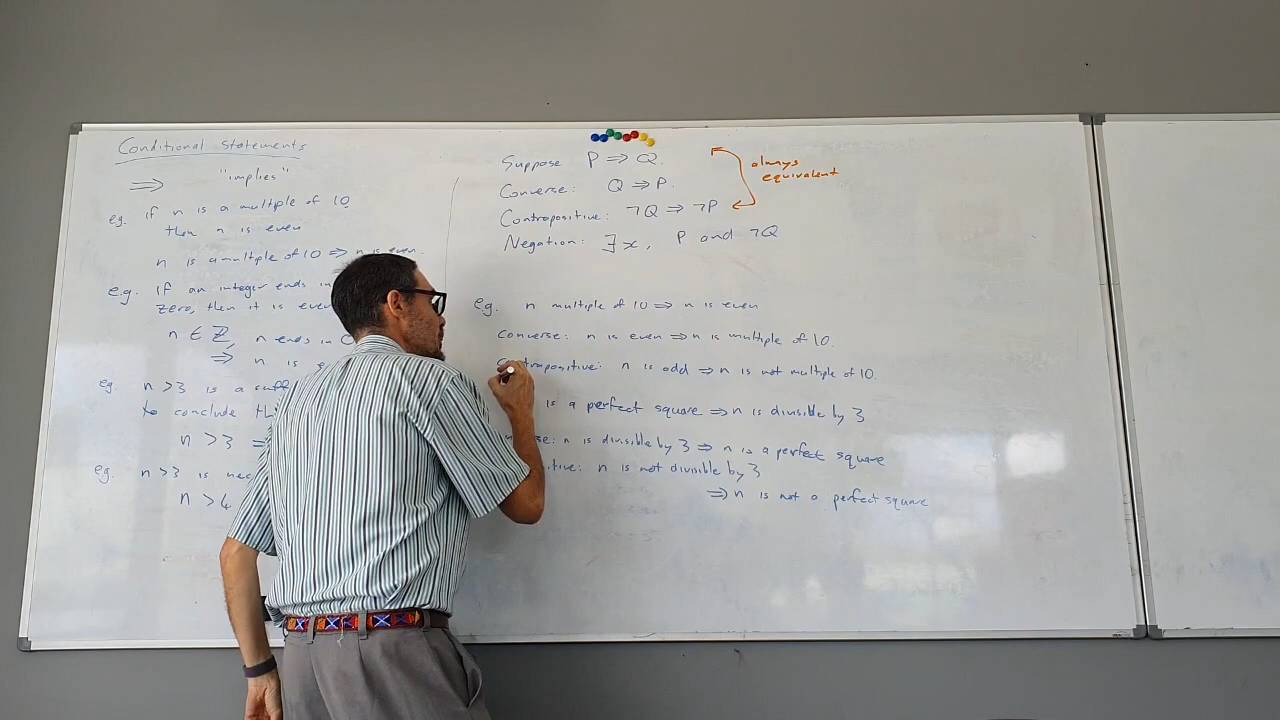 Conditional Statements
⇒ "implies"
eg. if n is a multiple of 10
then n is even
n is a multiple of 10 ⇒ n is even.
e.g. if an integer ends in
zero, then it is even
n ∈ ℤ, n ends in 0
⇒ n is
eg n > 3 is a
to conclude
n > 3
eg. n > 3 is
n > 4
Suppose P ⇒ Q.
Converse: Q ⇒ P.
Contrapositive: ¬Q ⇒ ¬P
Negation: ∃x, P and ¬Q
always
equivalent
e.g. n multiple of 10 ⇒ n is even
Converse: n is even ⇒ n is multiple of 10.
Contrapositive: n is odd ⇒ n is not multiple of 10.
is a perfect square ⇒ n is divisible by 3
n is divisible by 3 ⇒ n is a perfect square
n is not divisible by 3
⇒ n is not a perfect square